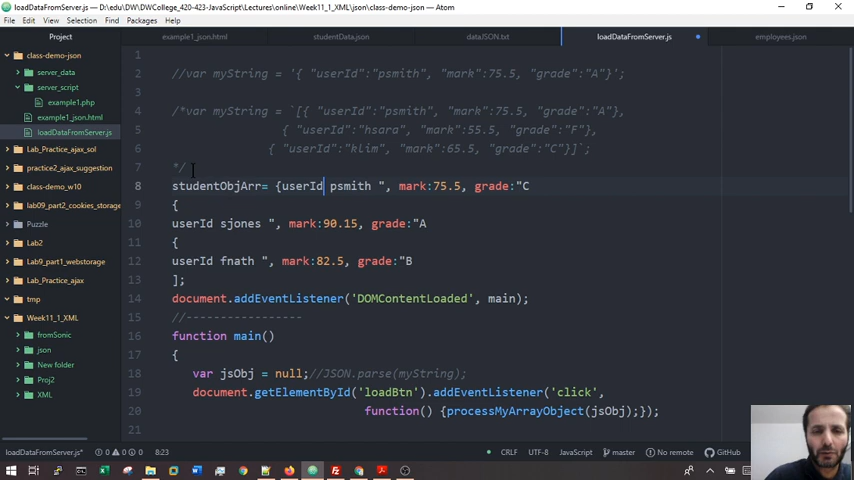 loadDataFromServer.js — D:\edu\DW\DWCollege_420-423-JavaScript\Lectures\online\Week11_1_XML\json\class-demo-json — Atom
File Edit View Selection Find Packages Help
Project
example1_json.html
studentData.json
dataJSON.txt
loadDataFromServer.js
employees.json
class-demo-json
server_data
server_script
example1.php
example1_json.html
loadDataFromServer.js
Lab_Practice_ajax_sol
practice2_ajax_suggestion
class-demo_w10
lab09_part2_cookies_storage
Puzzle
Lab2
Lab9_part1_webstorage
Lab_Practice_ajax
tmp
Week11_1_XML
fromSonic
json
New folder
Proj2
XML
1
2 //var myString = '{ "userId":"psmith", "mark":75.5, "grade":"A"}';
3
4 /*var myString = `[{ "userId":"psmith", "mark":75.5, "grade":"A"},
5 { "userId":"hsara", "mark":55.5, "grade":"F"},
6 { "userId":"klim", "mark":65.5, "grade":"C"}]`;
7 */
8 studentObjArr= {userId psmith ", mark:75.5, grade:"C
9 {
10 userId sjones ", mark:90.15, grade:"A
11 {
12 userId fnath ", mark:82.5, grade:"B
13 ];
14 document.addEventListener('DOMContentLoaded', main);
15 //-----------------
16 function main()
17 {
18 var jsObj = null;//JSON.parse(myString);
19 document.getElementById('loadBtn').addEventListener('click',
20 function() {processMyArrayObject(jsObj);});
21
loadDataFromServer.js* 0 0 0 8:23 CRLF UTF-8 JavaScript No remote GitHub